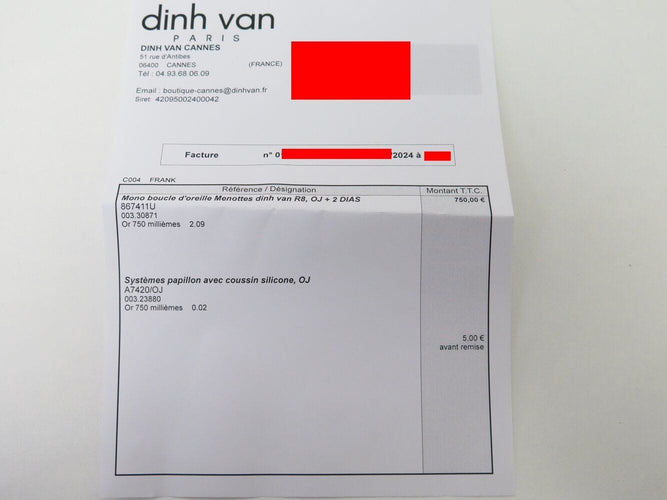 dinh van
PARIS
DINH VAN CANNES
51 rue d'Antibes
06400 CANNES (FRANCE)
Tél : 04.93.68.06.09
Email : boutique-cannes@dinhvan.fr
Siret: 42095002400042
Facture n° 0 /2024 à
C004 FRANK
Référence / Désignation Montant T.T.C.
Mono boucle d'oreille Menottes dinh van R8, OJ + 2 DIAS 750,00 €
867411U
003.30871
Or 750 millièmes 2.09
Systèmes papillon avec coussin silicone, OJ
A7420/OJ
003.23880
Or 750 millièmes 0.02
5,00 €
avant remise